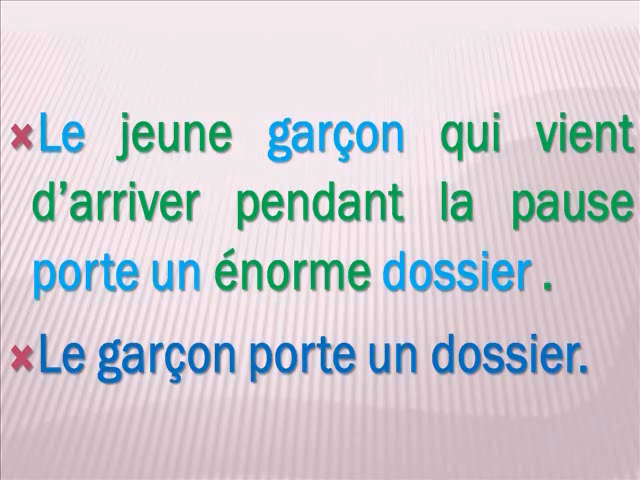 Le jeune garçon qui vient
d’arriver pendant la pause
porte un énorme dossier .
Le garçon porte un dossier.